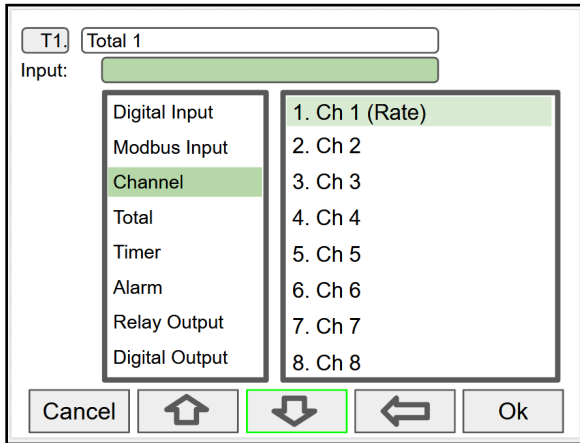 T1. Total 1
Input:
Digital Input
Modbus Input
Channel
Total
Timer
Alarm
Relay Output
Digital Output
1. Ch 1 (Rate)
2. Ch 2
3. Ch 3
4. Ch 4
5. Ch 5
6. Ch 6
7. Ch 7
8. Ch 8
Cancel
Ok